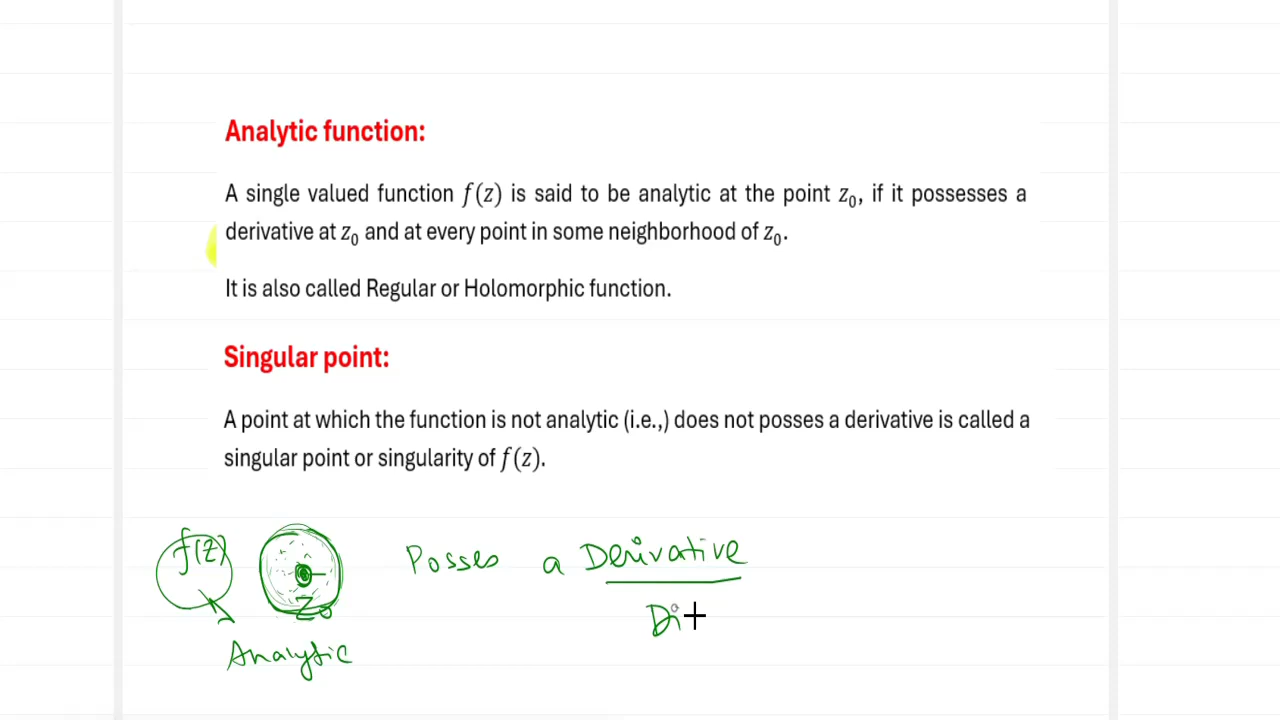 Analytic function:
A single valued function f(z) is said to be analytic at the point z₀, if it possesses a
derivative at z₀ and at every point in some neighborhood of z₀.
It is also called Regular or Holomorphic function.
Singular point:
A point at which the function is not analytic (i.e.,) does not posses a derivative is called a
singular point or singularity of f(z).
f(z) Posses a Derivative
z₀ Di
Analytic